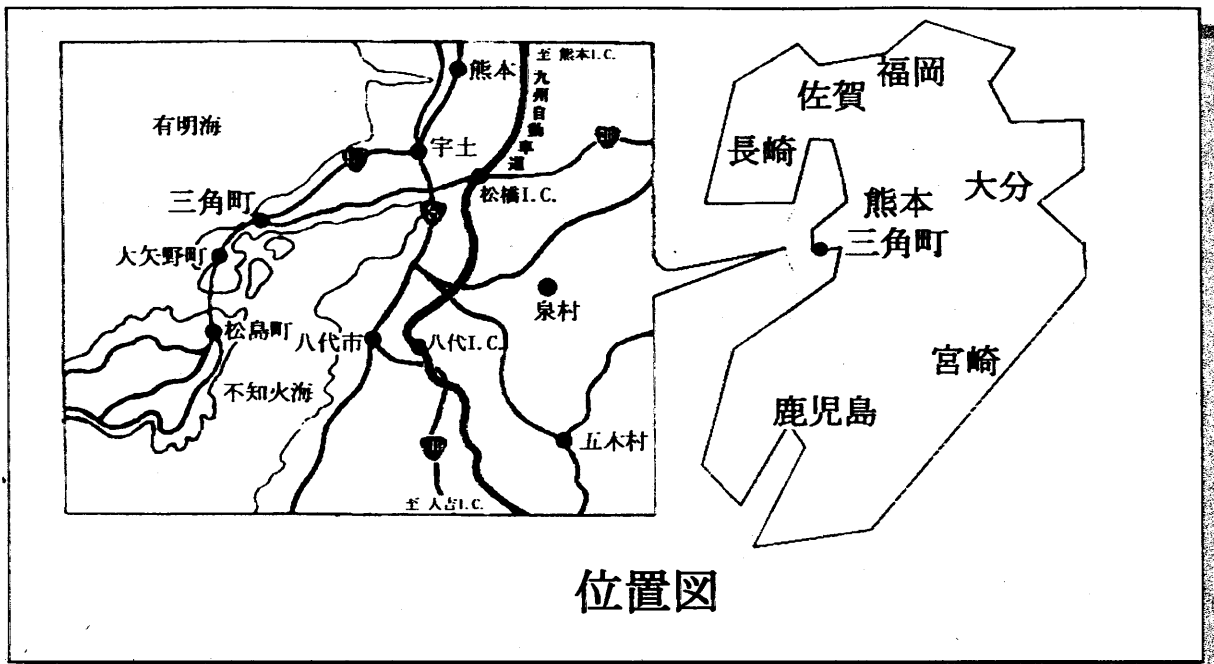 至 熊本I.C.
熊本
九州自動車道
有明海
宇土
松橋I.C.
三角町
大矢野町
泉村
松島町
八代市
八代I.C.
不知火海
五木村
至 人吉I.C.
福岡
佐賀
長崎
大分
熊本
三角町
宮崎
鹿児島
位置図